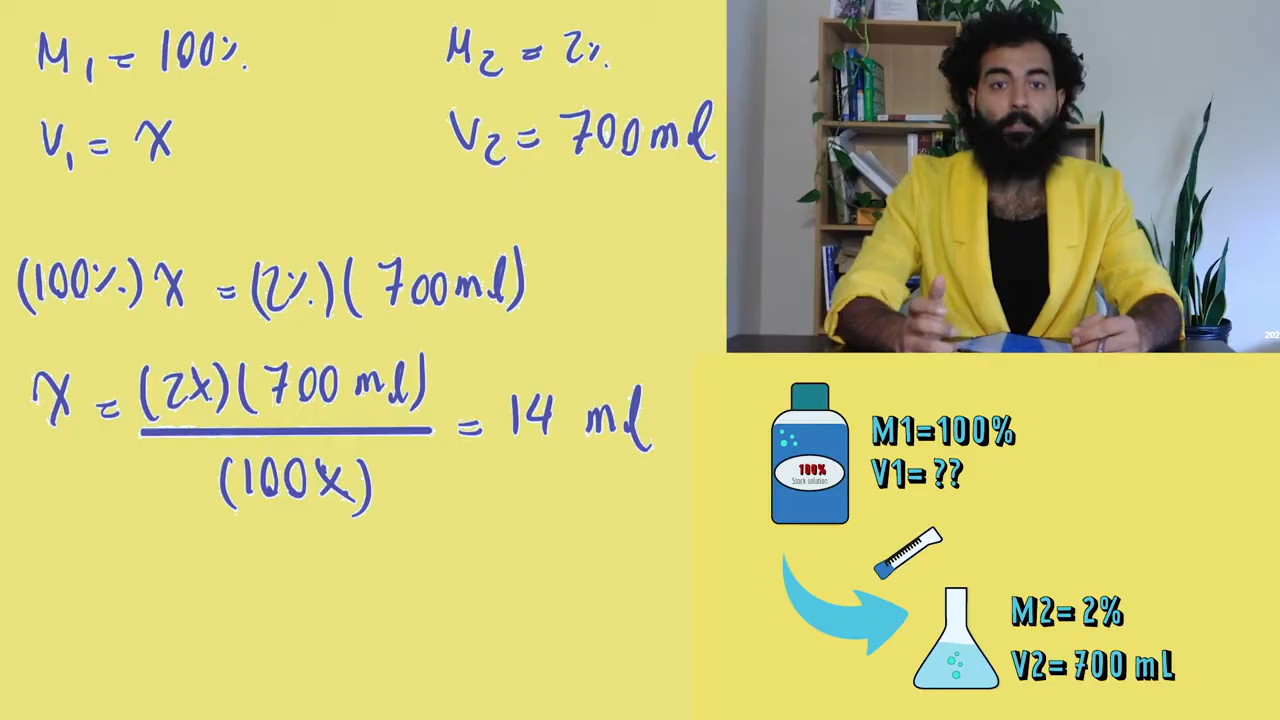 M1 = 100%
V1 = x
M2 = 2%
V2 = 700 ml
(100%) x = (2%) (700 ml)
x = (2%) (700 ml) = 14 ml
(100%)
202
100%
Stock solution
M1=100%
V1= ??
M2= 2%
V2= 700 mL